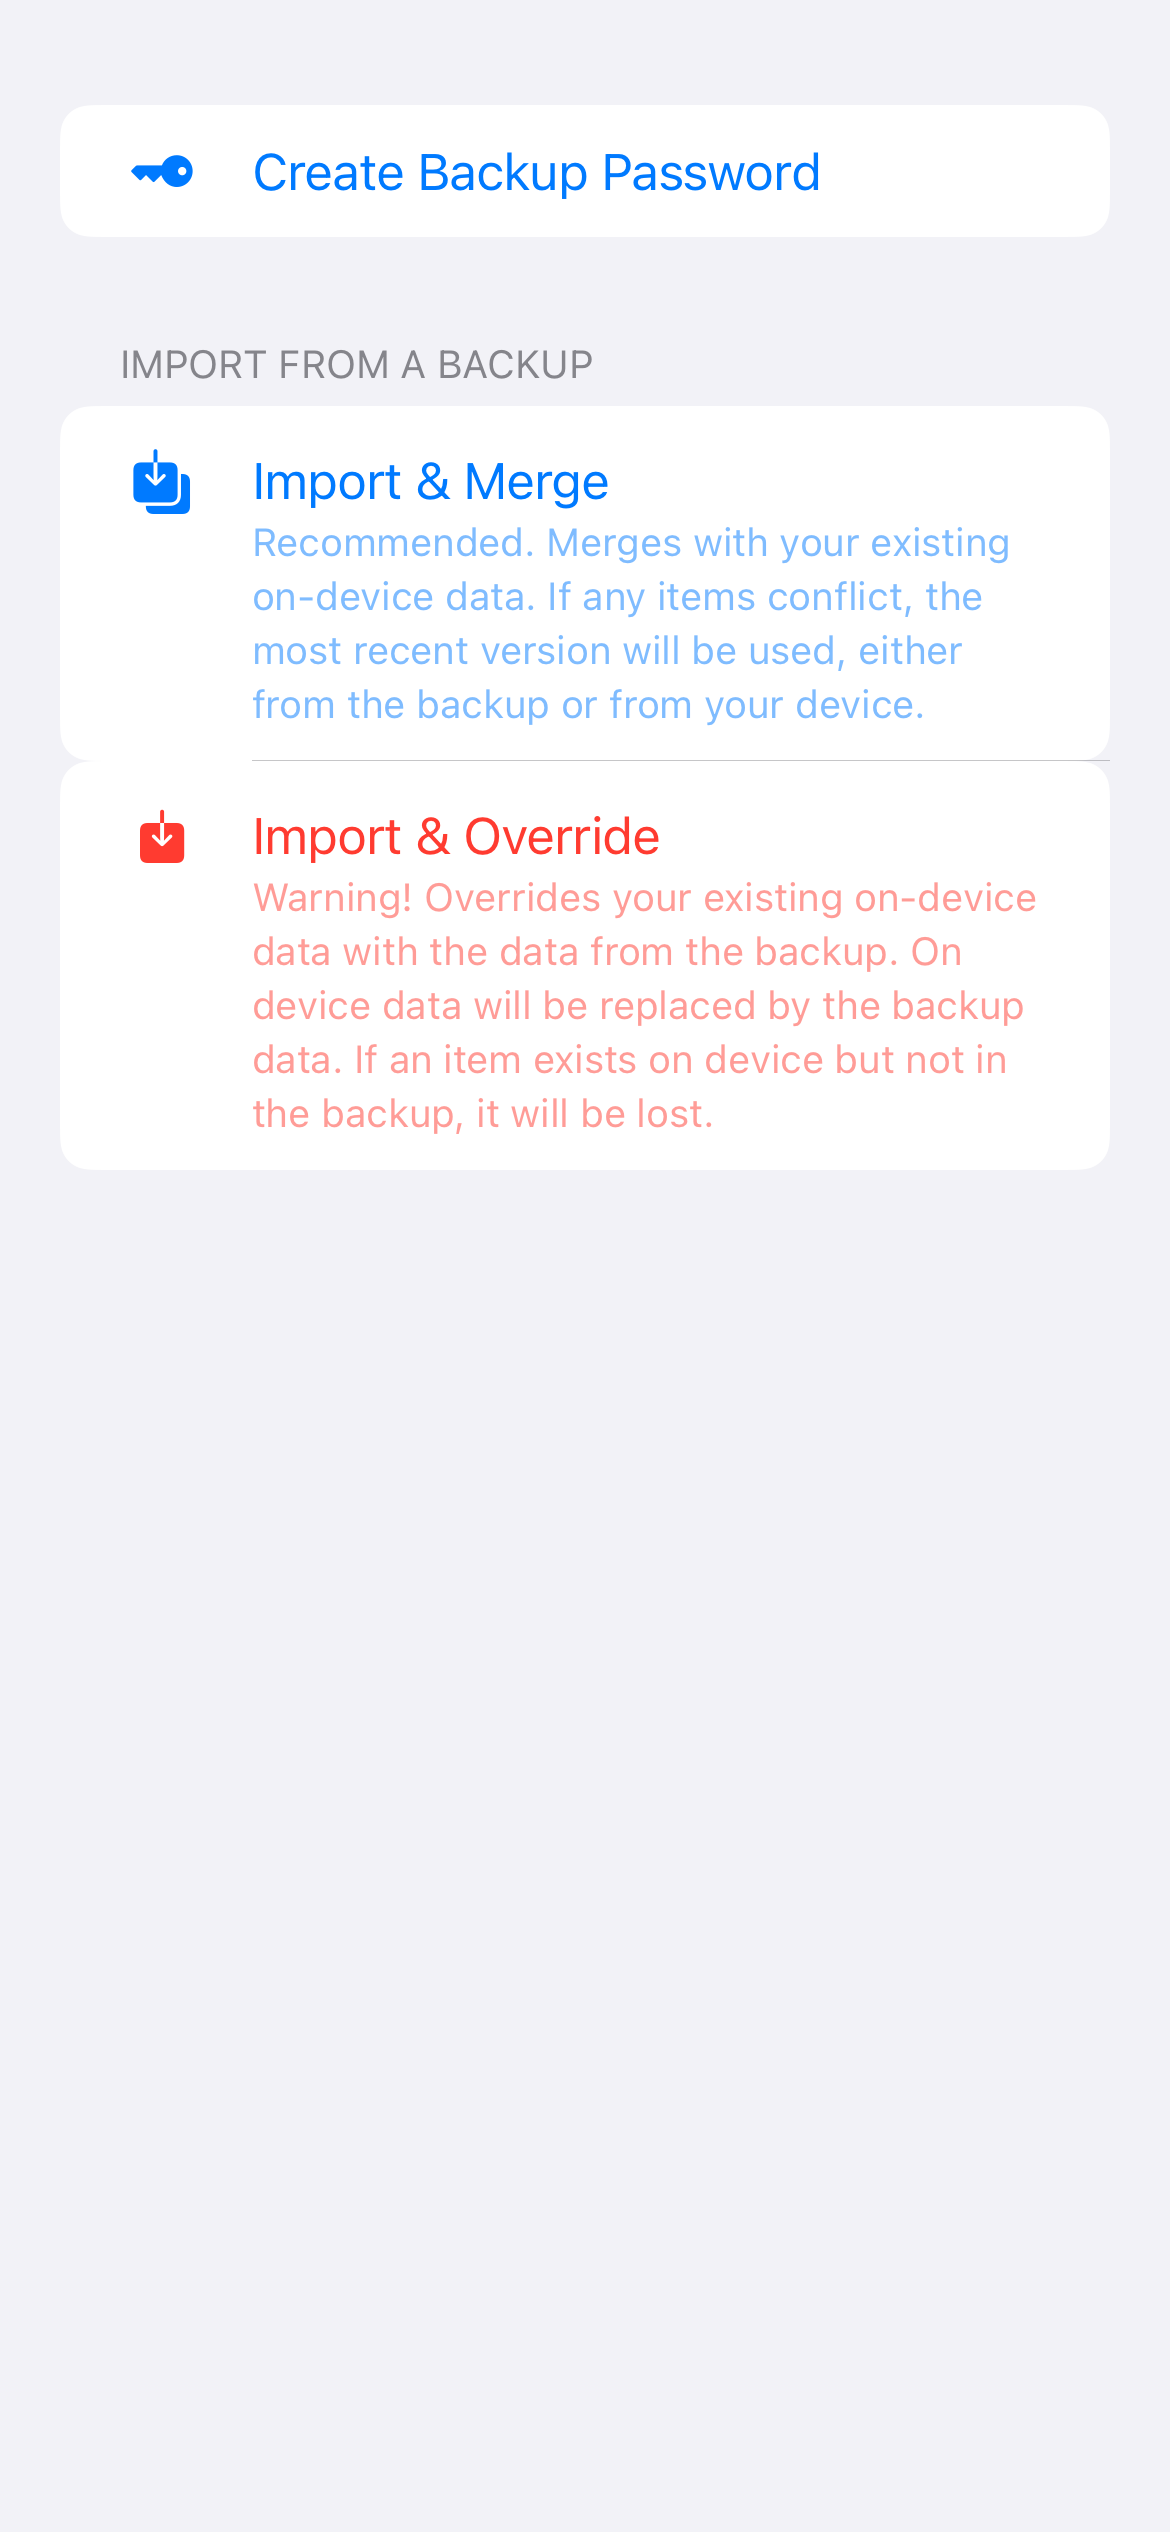 Create Backup Password
IMPORT FROM A BACKUP
Import & Merge
Recommended. Merges with your existing
on-device data. If any items conflict, the
most recent version will be used, either
from the backup or from your device.
Import & Override
Warning! Overrides your existing on-device
data with the data from the backup. On
device data will be replaced by the backup
data. If an item exists on device but not in
the backup, it will be lost.